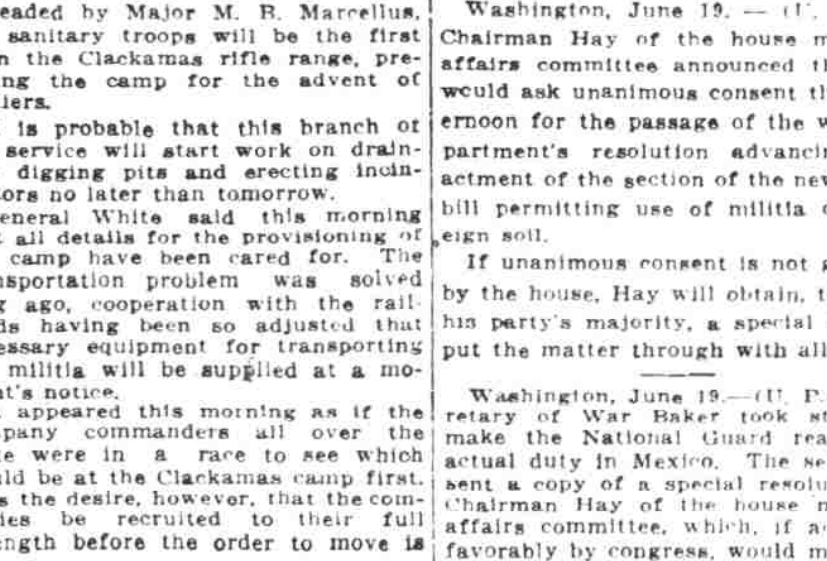 eaded by Major M. B. Marcellus,
sanitary troops will be the first
n the Clackamas rifle range, pre-
ng the camp for the advent of
iers.
is probable that this branch of
service will start work on drain-
digging pits and erecting incin-
ors no later than tomorrow.
eneral White said this morning
all details for the provisioning of
camp have been cared for. The
nsportation problem was solved
g ago, cooperation with the rail-
ds having been so adjusted that
essary equipment for transporting
militia will be supplied at a mo-
nt's notice.
appeared this morning as if the
pany commanders all over the
e were in a race to see which
uld be at the Clackamas camp first.
s the desire, however, that the com-
ies be recruited to their full
ength before the order to move is
Washington, June 19. — (U.
Chairman Hay of the house m
affairs committee announced th
would ask unanimous consent th
ernoon for the passage of the w
partment's resolution advancin
actment of the section of the new
bill permitting use of militia o
eign soil.
If unanimous consent is not g
by the house, Hay will obtain, t
his party's majority, a special
put the matter through with all
Washington, June 19.—(U. P.
retary of War Baker took st
make the National Guard rea
actual duty in Mexico. The se
sent a copy of a special resolu
Chairman Hay of the house m
affairs committee, which, if a
favorably by congress, would m